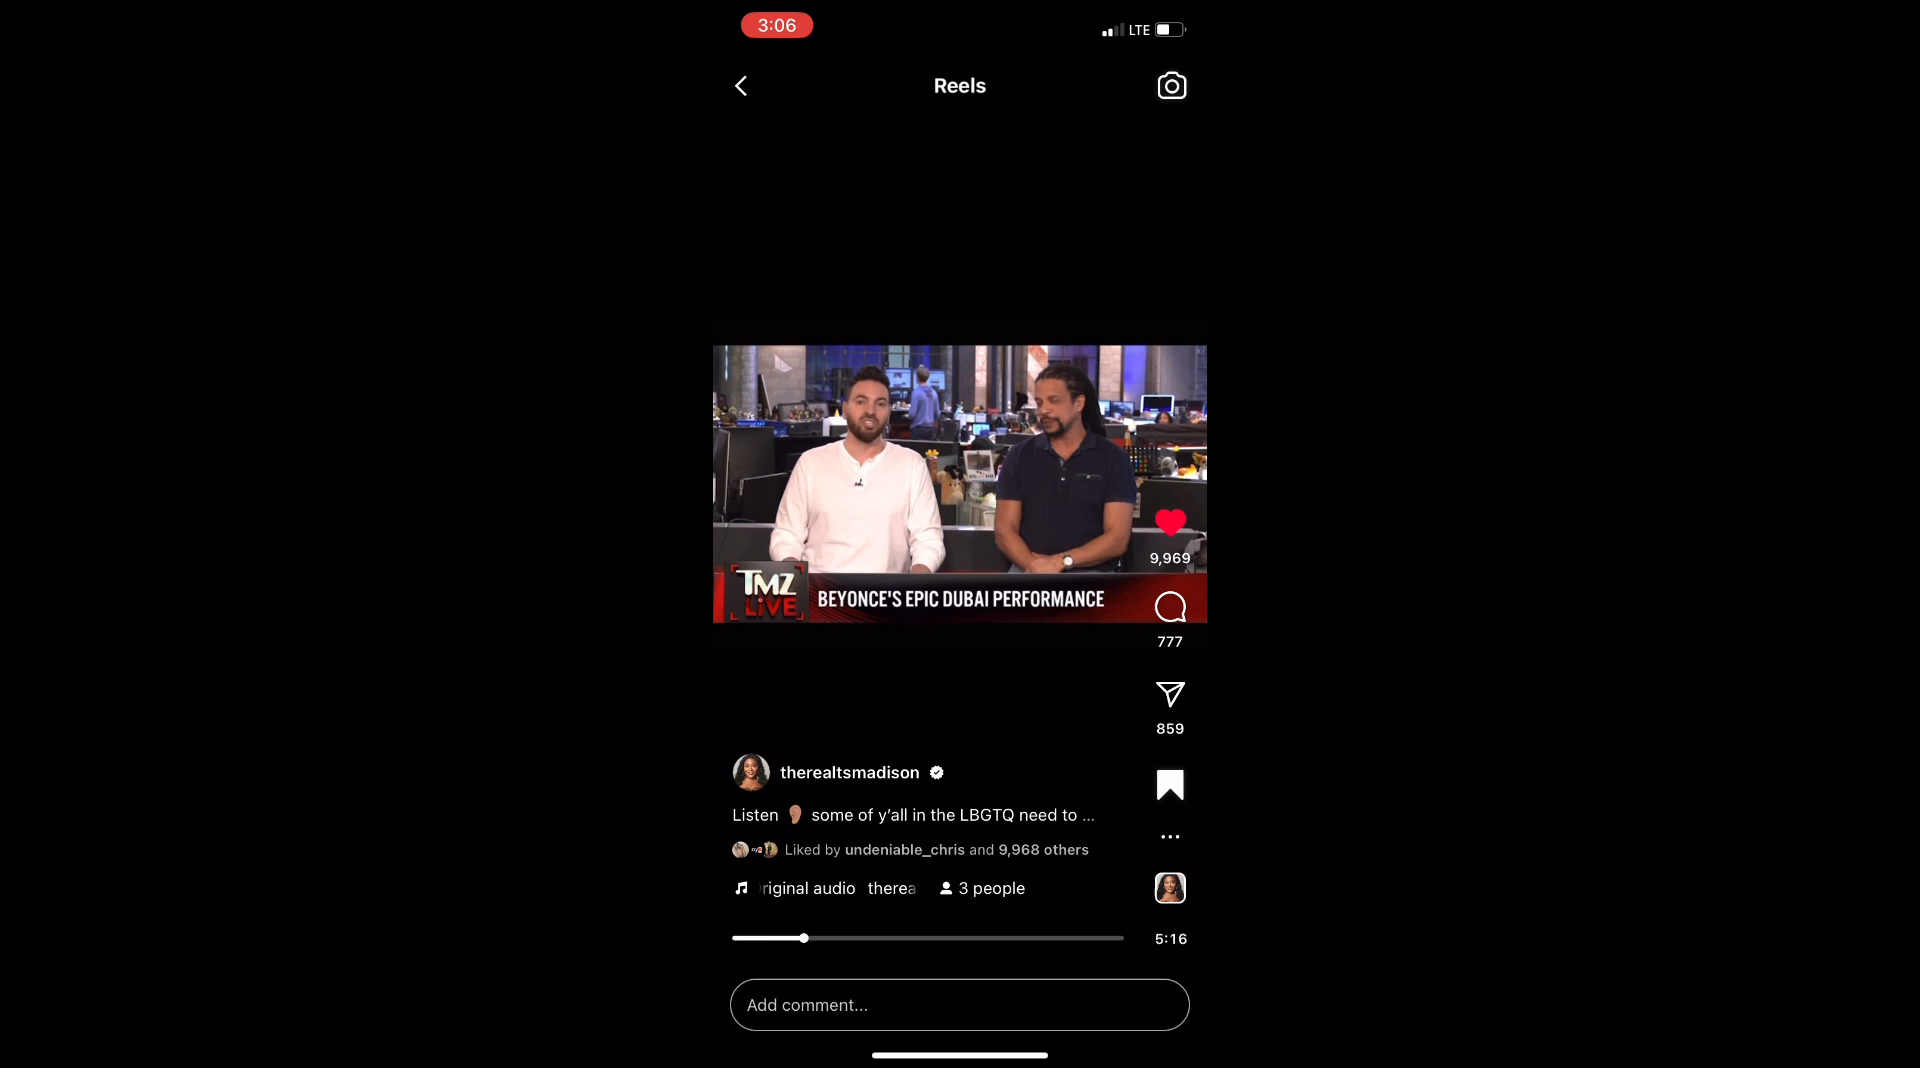 3:06
LTE
Reels
9,969
TMZ
LIVE
BEYONCE'S EPIC DUBAI PERFORMANCE
777
859
therealtsmadison
Listen 👂🏽 some of y’all in the LBGTQ need to ...
Liked by undeniable_chris and 9,968 others
riginal audio therea 3 people
5:16
Add comment...